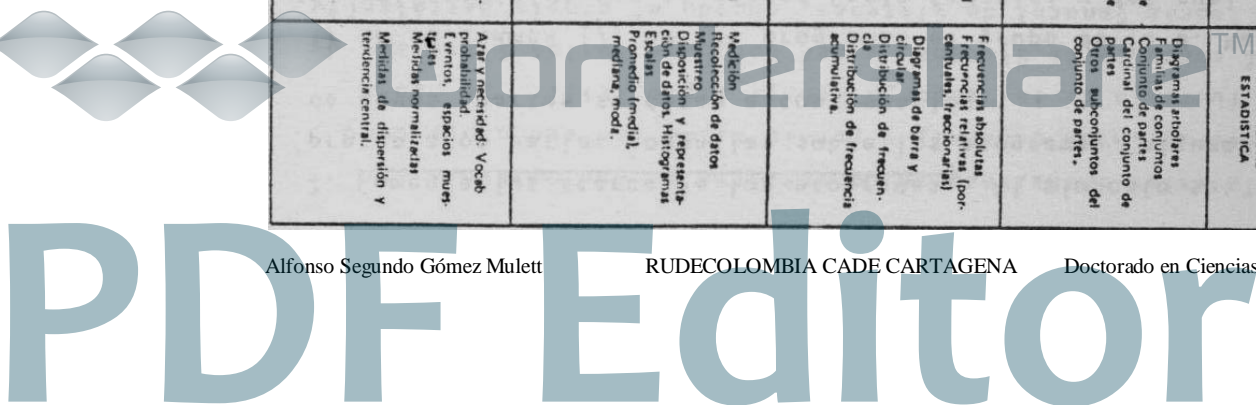 ESTADISTICA
Diagramas arbolares
Familias de conjuntos
Conjunto de partes
Cardinal del conjunto de
partes
Otros subconjuntos del
conjunto de partes.
Frecuencias absolutas
Frecuencias relativas (por-
centuales, fraccionarias)
Diagramas de barra y
circular
Distribución de frecuen-
cia
Distribución de frecuencia
acumulativa.
Medición
Recolección de datos
Muestreo
Disposición y representa-
ción de datos. Histogramas
Escalas
Promedio (media),
mediana, moda.
Azar y necesidad. Vocab
probabilidad.
Eventos, espacios mues-
trales
Medidas normalizadas
Medidas de dispersión y
tendencia central.
Wondershare TM
PDF Editor
Alfonso Segundo Gómez Mulett RUDECOLOMBIA CADE CARTAGENA Doctorado en Ciencias